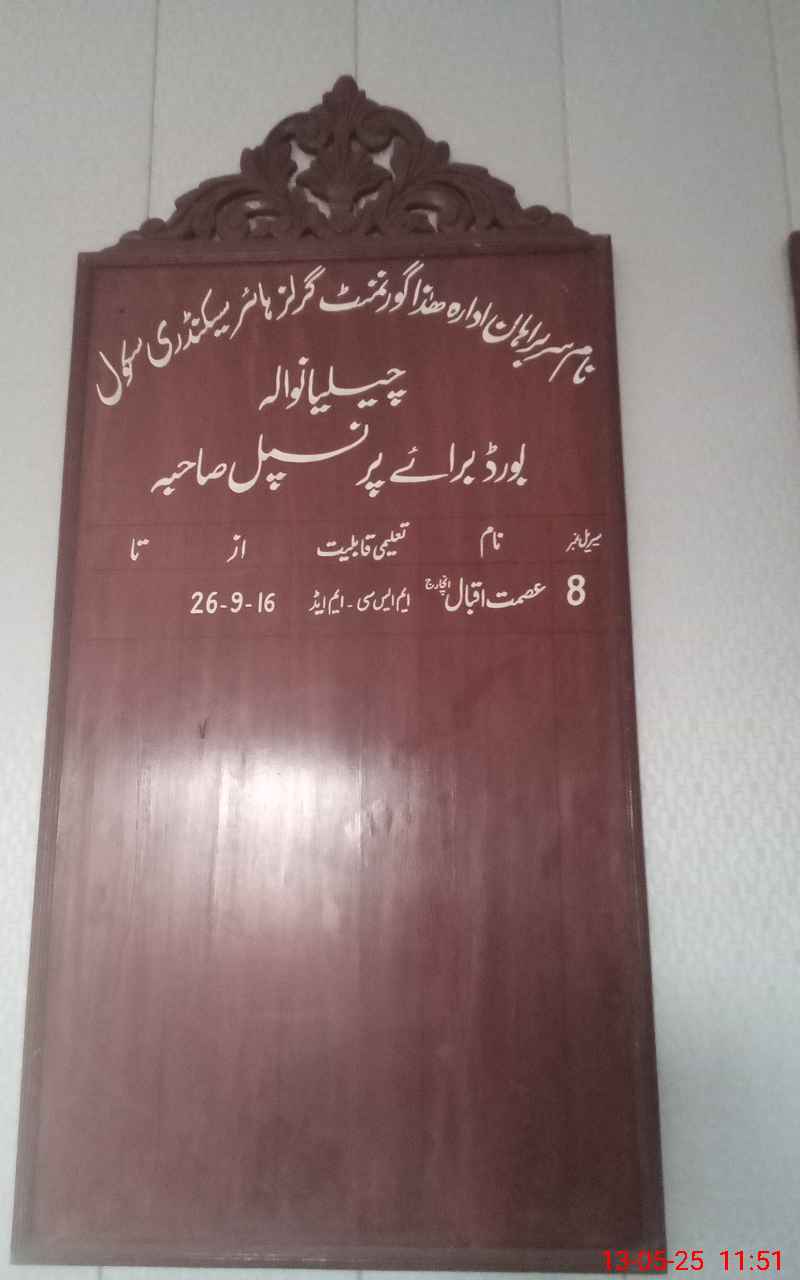 نام سربراہان ادارہ ھذا گورنمنٹ گرلز ہائر سیکنڈری سکول
چیلیانوالہ
بورڈ برائے پرنسپل صاحبہ
سیریل نمبر نام تعلیمی قابلیت از تا
8 عصمت اقبال انچارج ایم ایس سی - ایم ایڈ 26-9-16
13-05-25 11:51